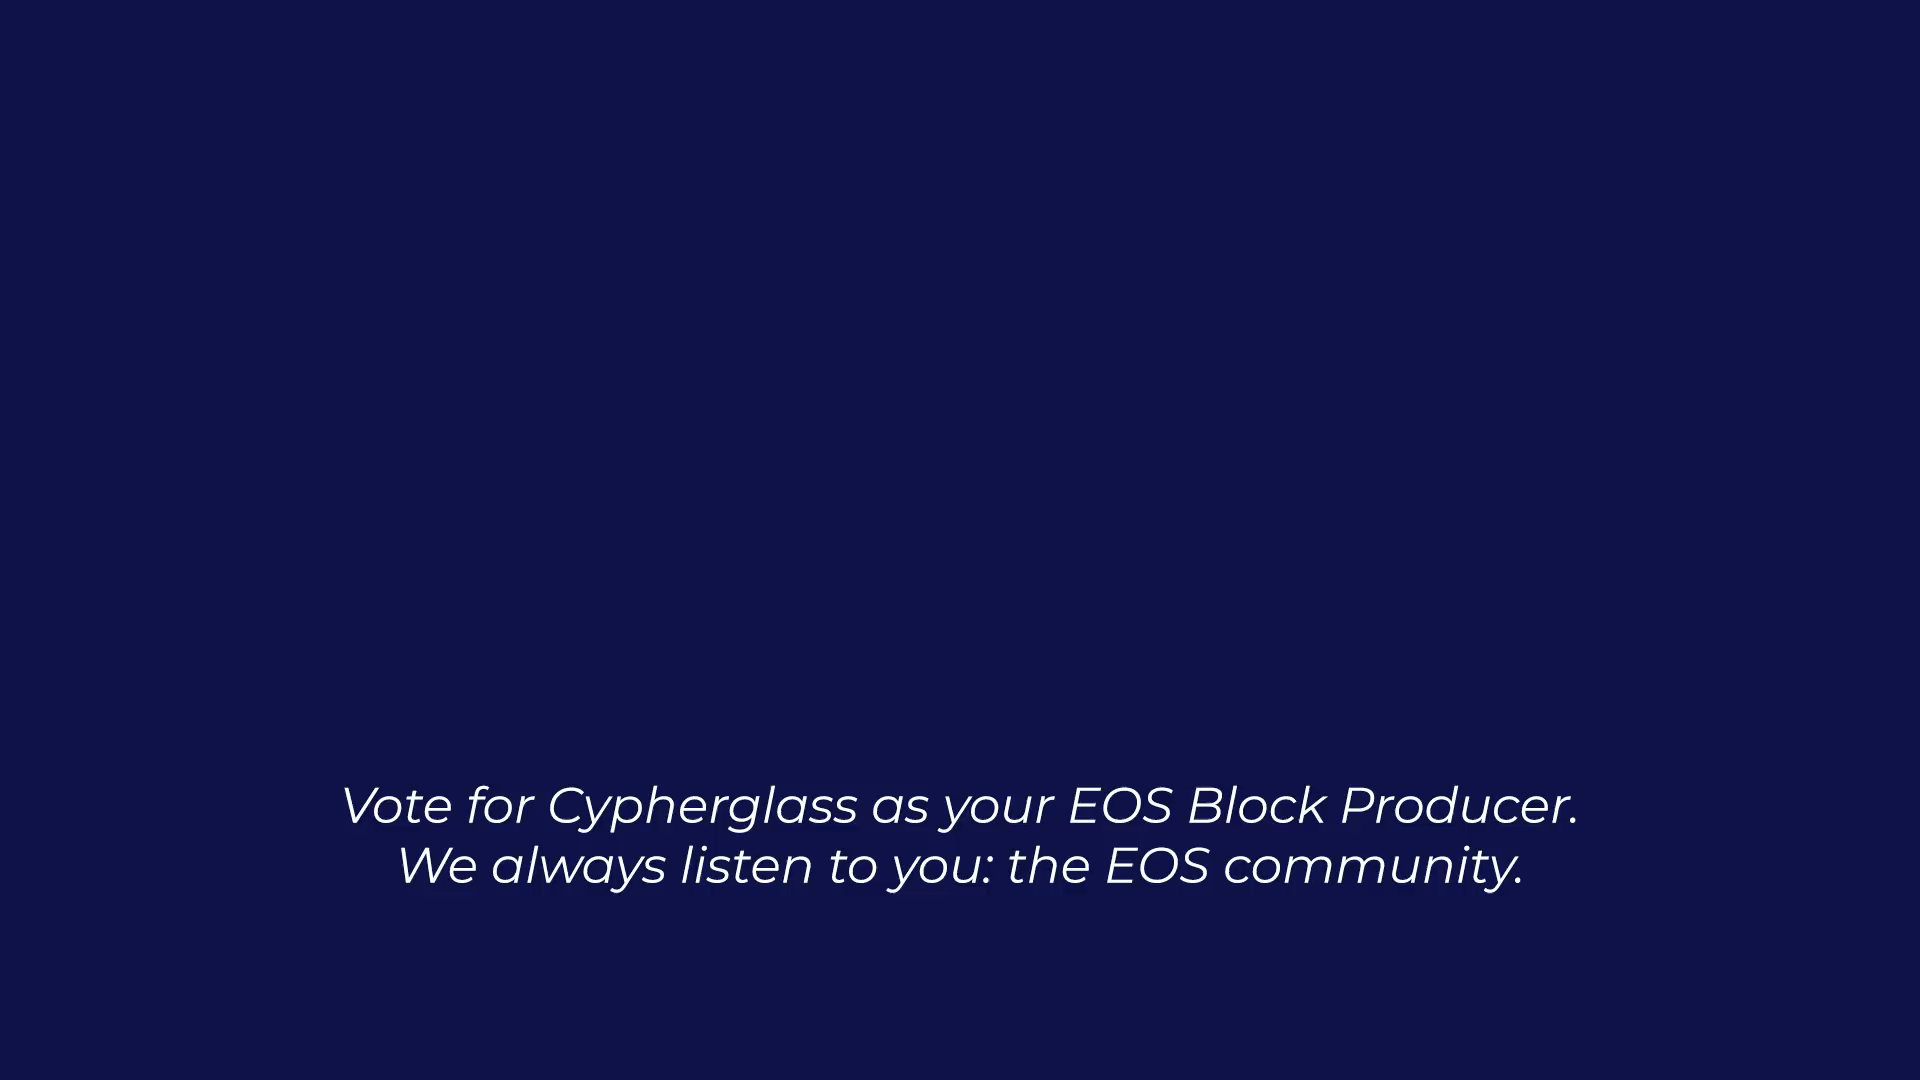 Vote for Cypherglass as your EOS Block Producer.
We always listen to you: the EOS community.